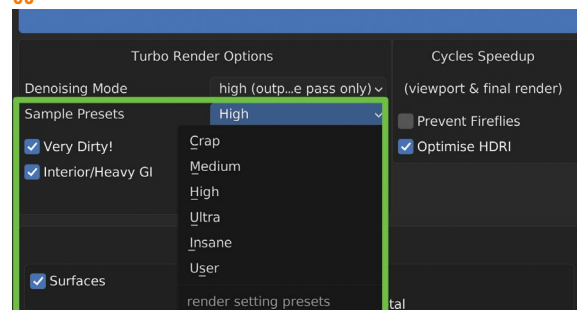 Turbo Render Options
Cycles Speedup
Denoising Mode
high (outp...e pass only)
(viewport & final render)
Sample Presets
High
Prevent Fireflies
Very Dirty!
Crap
Optimise HDRI
Interior/Heavy GI
Medium
High
Ultra
Insane
User
Surfaces
render setting presets
tal